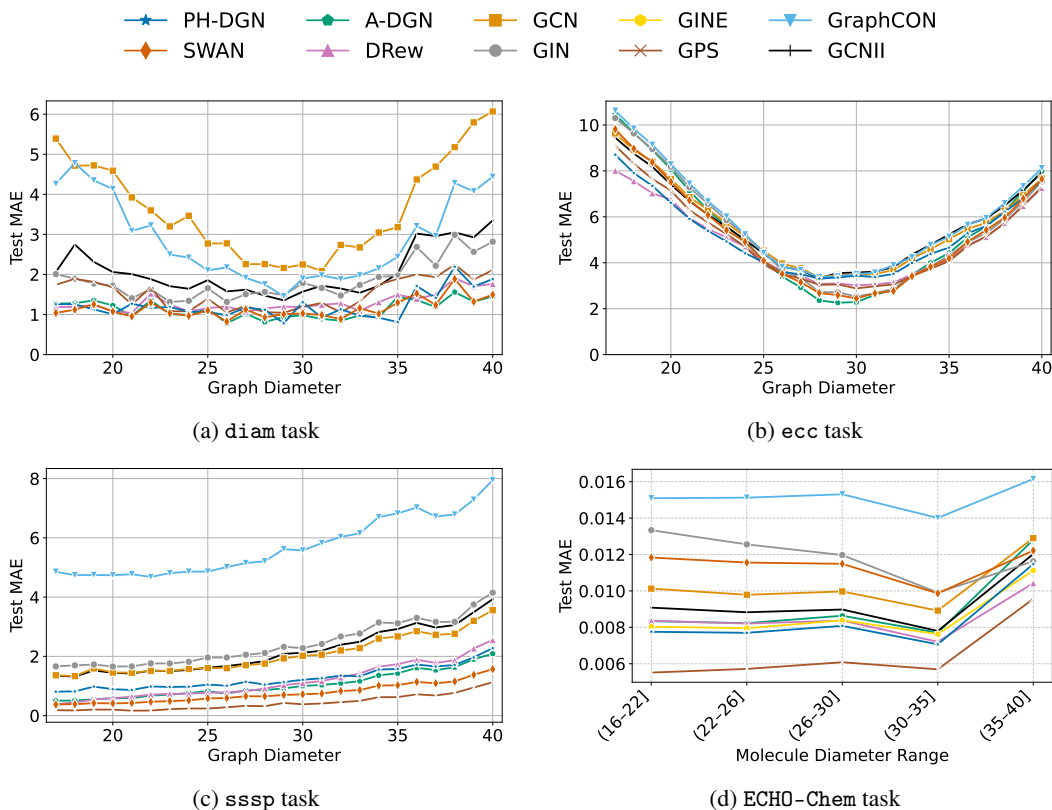 PH-DGN A-DGN GCN GINE GraphCON
SWAN DRew GIN GPS GCNII
6
5
4
3
2
1
0
Test MAE
20 25 30 35 40
Graph Diameter
(a) diam task
10
8
6
4
2
0
Test MAE
20 25 30 35 40
Graph Diameter
(b) ecc task
8
6
4
2
0
Test MAE
20 25 30 35 40
Graph Diameter
(c) sssp task
0.016
0.014
0.012
0.010
0.008
0.006
Test MAE
(16–22] (22–26] (26–30] (30–35] (35–40]
Molecule Diameter Range
(d) ECHO-Chem task